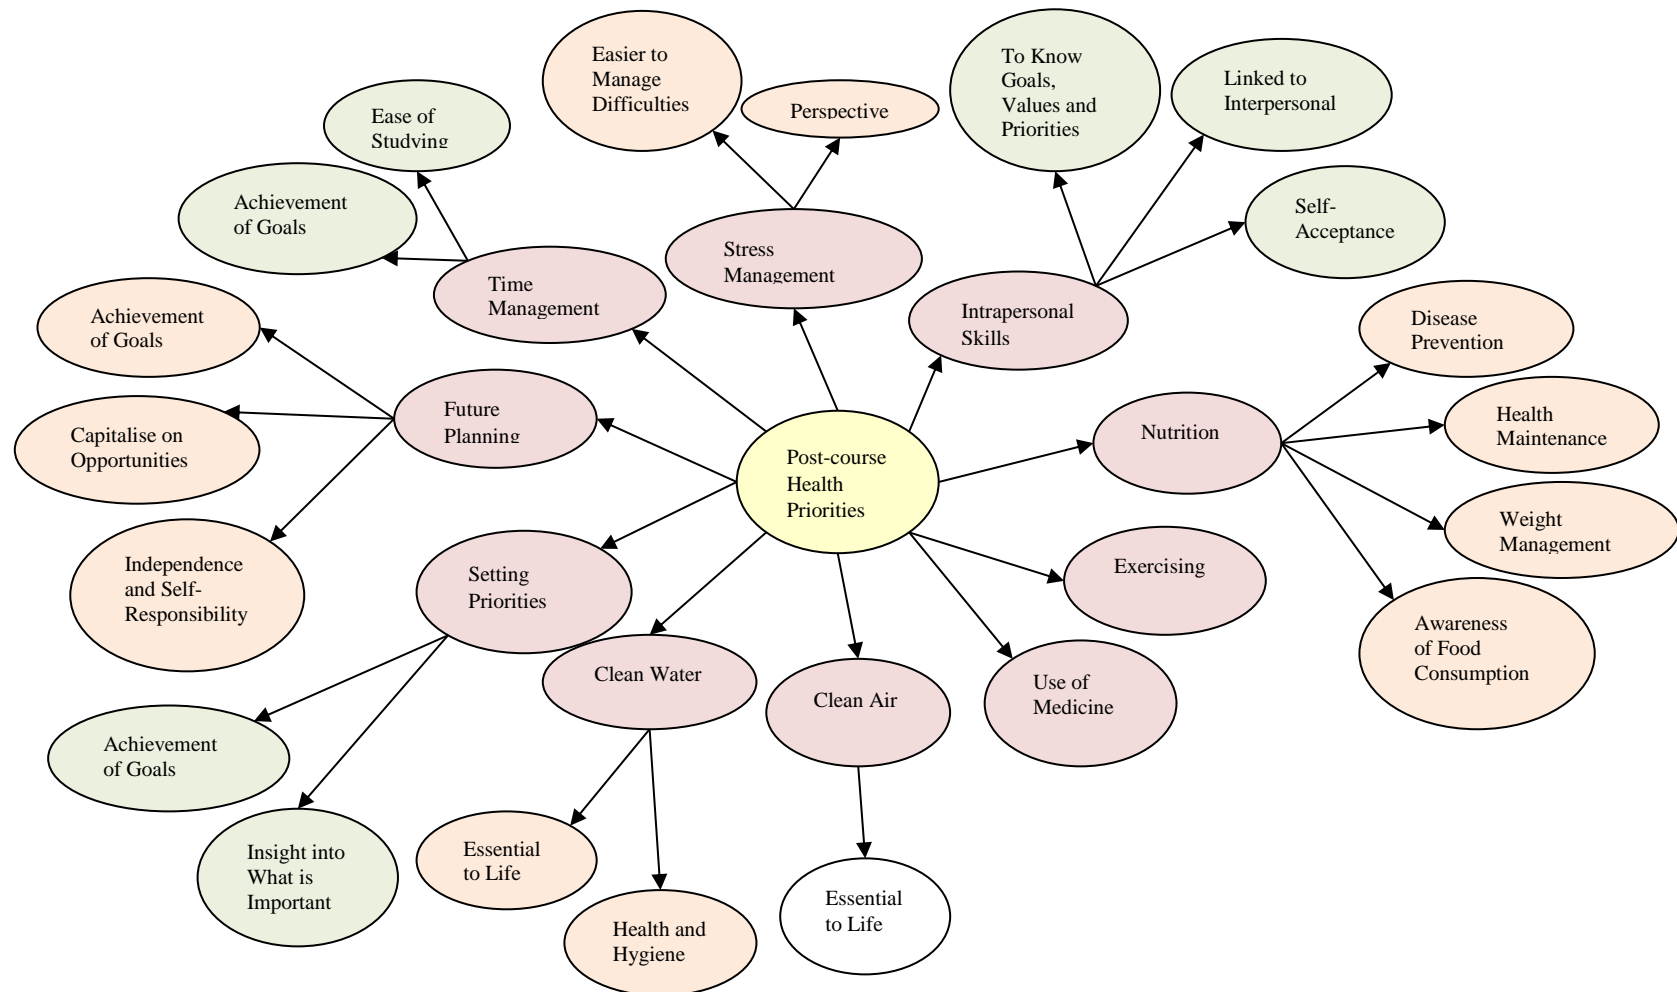 Easier to
Manage
Difficulties
Perspective
To Know
Goals,
Values and
Priorities
Linked to
Interpersonal
Ease of
Studying
Achievement
of Goals
Self-
Acceptance
Stress
Management
Time
Management
Intrapersonal
Skills
Achievement
of Goals
Disease
Prevention
Future
Planning
Nutrition
Health
Maintenance
Capitalise on
Opportunities
Post-course
Health
Priorities
Weight
Management
Independence
and Self-
Responsibility
Setting
Priorities
Exercising
Awareness
of Food
Consumption
Clean Water
Clean Air
Use of
Medicine
Achievement
of Goals
Insight into
What is
Important
Essential
to Life
Health and
Hygiene
Essential
to Life